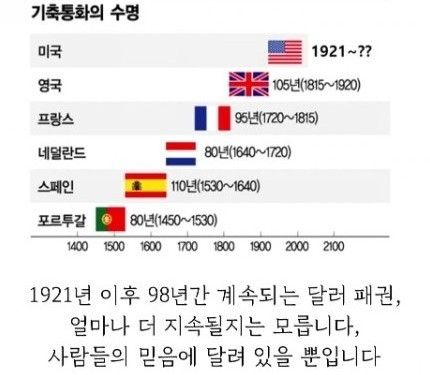 기축통화의 수명
미국 1921~??
영국 105년(1815~1920)
프랑스 95년(1720~1815)
네덜란드 80년(1640~1720)
스페인 110년(1530~1640)
포르투갈 80년(1450~1530)
1400 1500 1600 1700 1800 1900 2000 2100
1921년 이후 98년간 계속되는 달러 패권,
얼마나 더 지속될지는 모릅니다,
사람들의 믿음에 달려 있을 뿐입니다